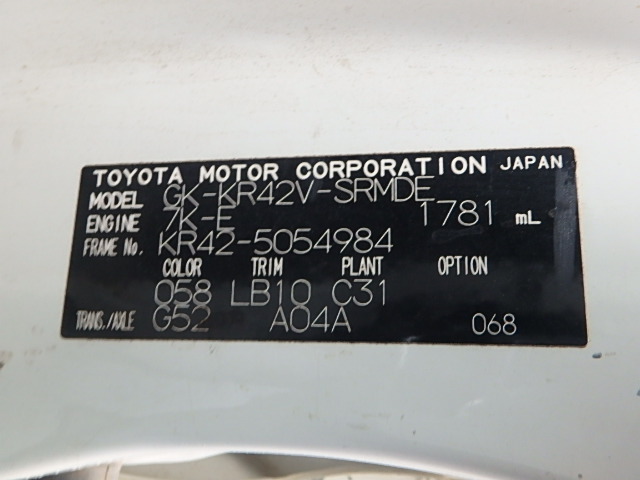 TOYOTA MOTOR CORPORATION JAPAN
MODEL GK-KR42V-SRMDE
ENGINE 7K-E 1781 mL
FRAME No. KR42-5054984
COLOR TRIM PLANT OPTION
058 LB10 C31
TRANS./AXLE G52 A04A 068